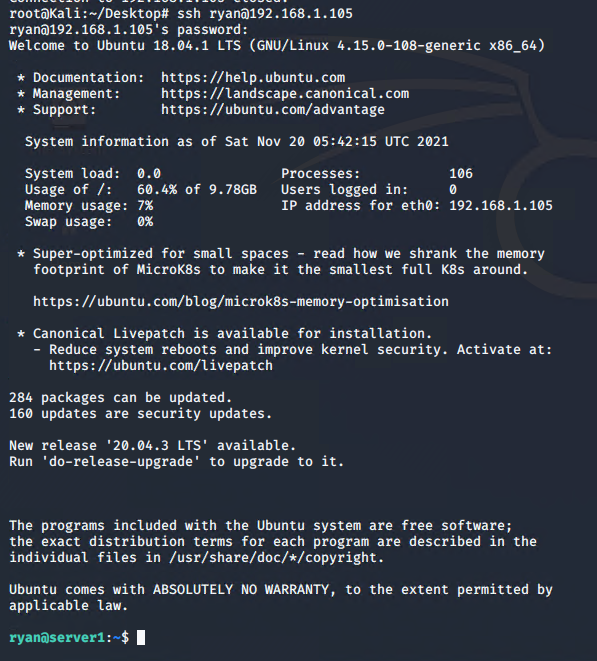 root@Kali:~/Desktop# ssh ryan@192.168.1.105
ryan@192.168.1.105's password:
Welcome to Ubuntu 18.04.1 LTS (GNU/Linux 4.15.0-108-generic x86_64)
* Documentation:  https://help.ubuntu.com
* Management:     https://landscape.canonical.com
* Support:        https://ubuntu.com/advantage
System information as of Sat Nov 20 05:42:15 UTC 2021
System load:  0.0               Processes:            106
Usage of /:   60.4% of 9.78GB   Users logged in:      0
Memory usage: 7%                IP address for eth0: 192.168.1.105
Swap usage:   0%
* Super-optimized for small spaces - read how we shrank the memory
footprint of MicroK8s to make it the smallest full K8s around.
https://ubuntu.com/blog/microk8s-memory-optimisation
* Canonical Livepatch is available for installation.
- Reduce system reboots and improve kernel security. Activate at:
https://ubuntu.com/livepatch
284 packages can be updated.
160 updates are security updates.
New release '20.04.3 LTS' available.
Run 'do-release-upgrade' to upgrade to it.
The programs included with the Ubuntu system are free software;
the exact distribution terms for each program are described in the
individual files in /usr/share/doc/*/copyright.
Ubuntu comes with ABSOLUTELY NO WARRANTY, to the extent permitted by
applicable law.
ryan@server1:~$